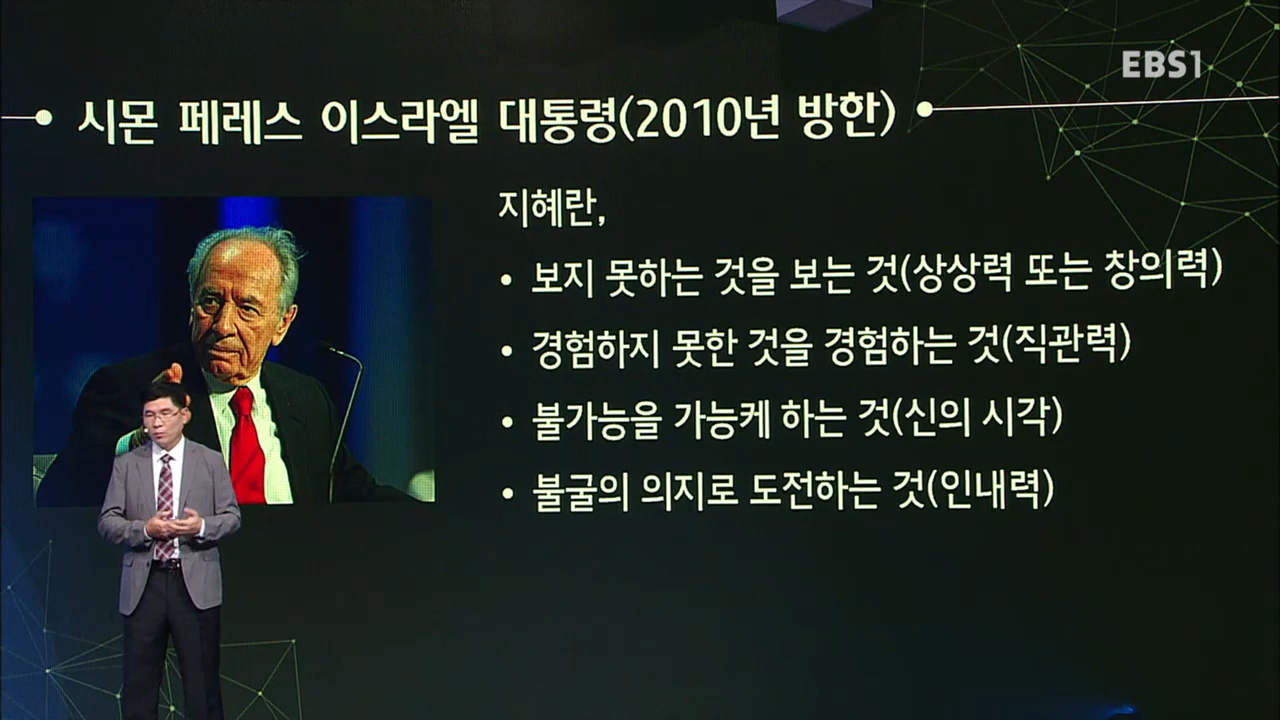 EBS1
시몬 페레스 이스라엘 대통령(2010년 방한)
지혜란,
• 보지 못하는 것을 보는 것(상상력 또는 창의력)
• 경험하지 못한 것을 경험하는 것(직관력)
• 불가능을 가능케 하는 것(신의 시각)
• 불굴의 의지로 도전하는 것(인내력)